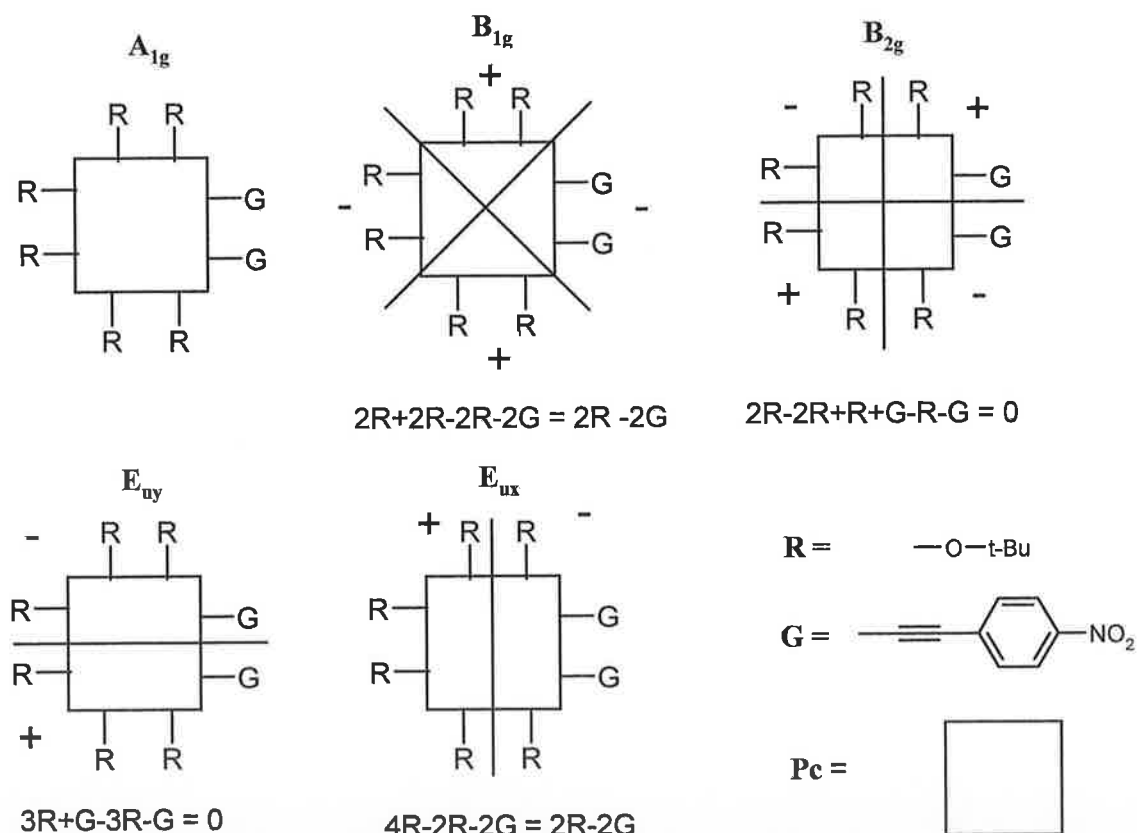 A1g
R R
R
G
R
G
R R
B1g
+
R R
R
G
- -
R
G
R R
+
2R+2R-2R-2G = 2R -2G
B2g
- R R +
R
G
R
G
+ R R -
2R-2R+R+G-R-G = 0
Euy
-
R R
R
G
R
G
+
R R
3R+G-3R-G = 0
Eux
+ R R -
R
G
R
G
R R
4R-2R-2G = 2R-2G
R = —O—t-Bu
G = NO2
Pc =